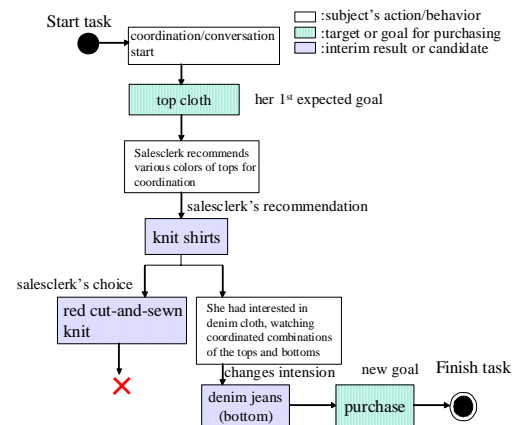 Start task
:subject's action/behavior
:target or goal for purchasing
:interim result or candidate
coordination/conversation
start
top cloth
her 1st expected goal
Salesclerk recommends
various colors of tops for
coordination
salesclerk's recommendation
knit shirts
salesclerk's choice
red cut-and-sewn
knit
She had interested in
denim cloth, watching
coordinated combinations
of the tops and bottoms
changes intension
new goal
Finish task
denim jeans
(bottom)
purchase